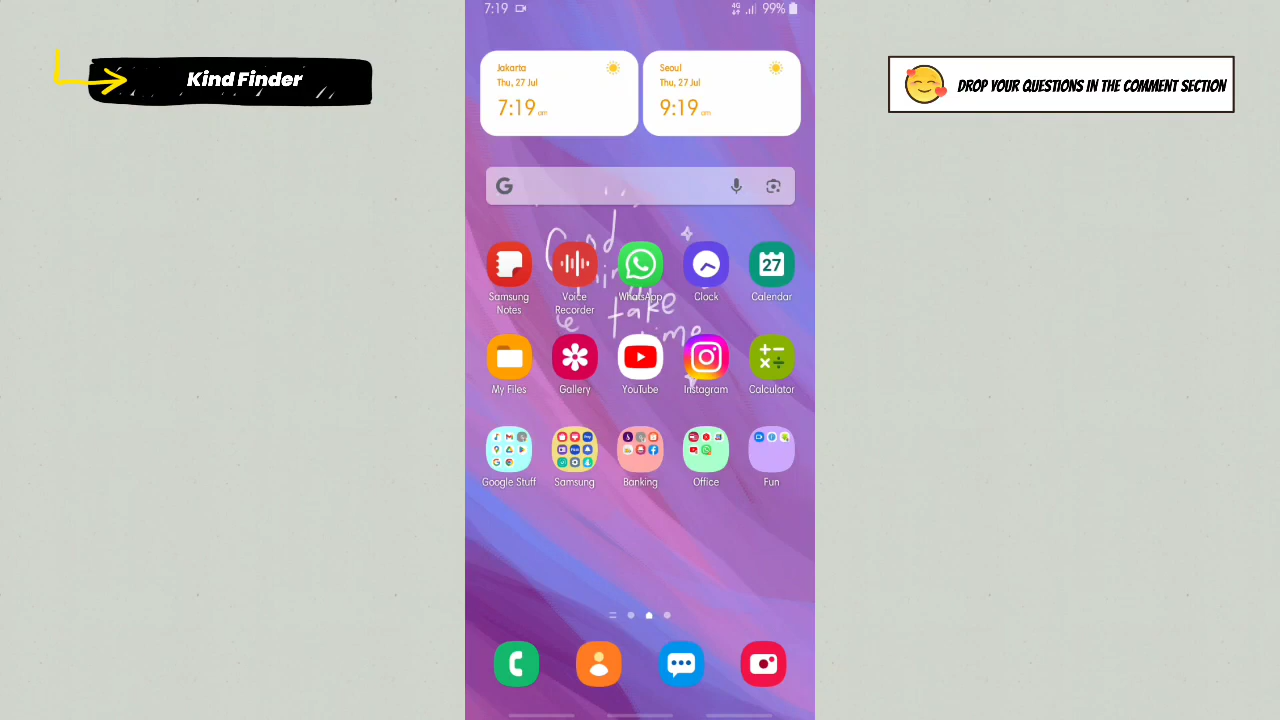 7:19
4G
99%
Kind Finder
DROP YOUR QUESTIONS IN THE COMMENT SECTION
Jakarta
Thu, 27 Jul
7:19 am
Seoul
Thu, 27 Jul
9:19 am
G
Good
take
Samsung Notes
Voice Recorder
WhatsApp
Clock
27
Calendar
My Files
Gallery
YouTube
Instagram
Calculator
Google Stuff
Samsung
Banking
Office
Fun